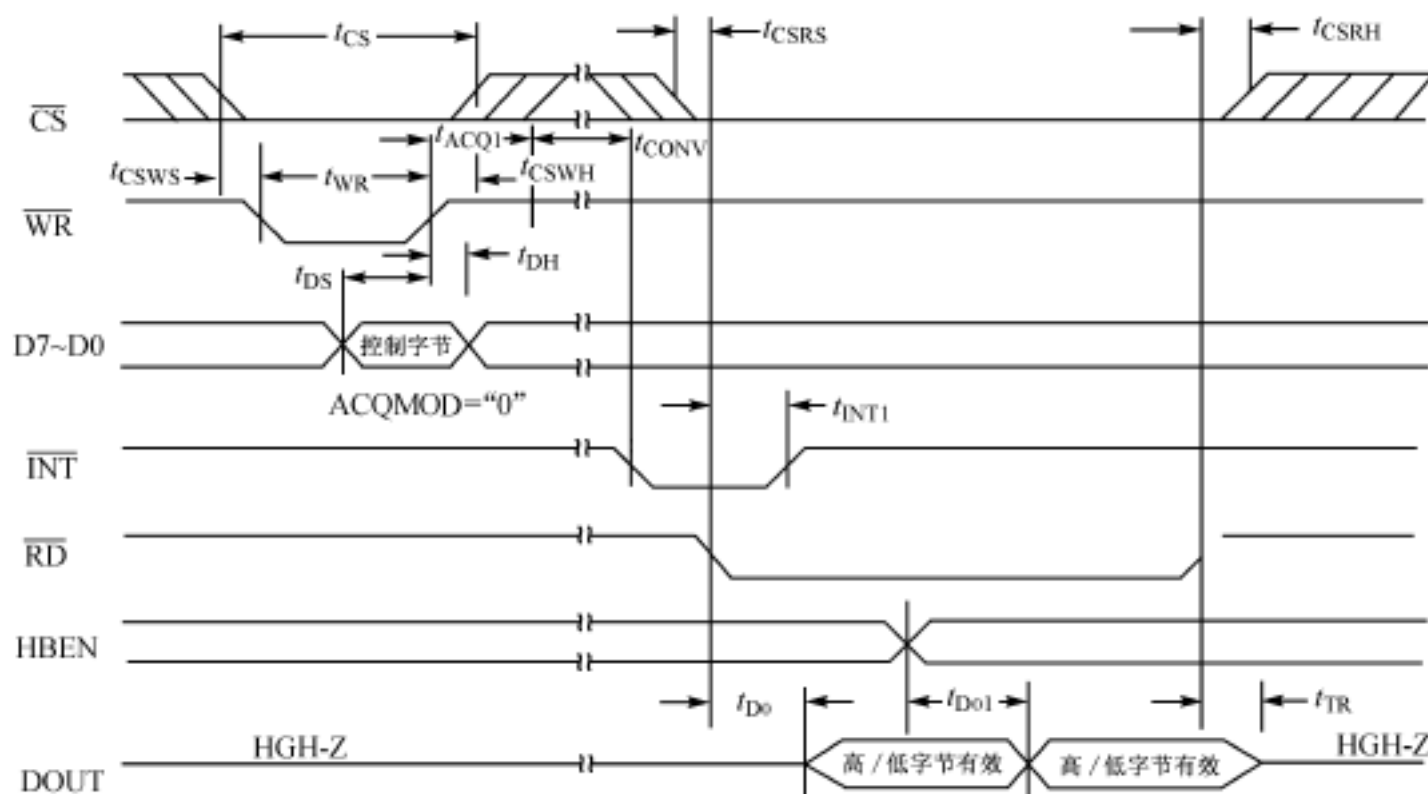 tCS
tCSRS
tCSRH
CS
tACQ1
tCONV
tCSWS
tWR
tCSWH
WR
tDS
tDH
D7~D0
控制字节
ACQMOD=“0”
tINT1
INT
RD
HBEN
tDo
tDo1
tTR
HGH-Z
HGH-Z
DOUT
高/低字节有效
高/低字节有效